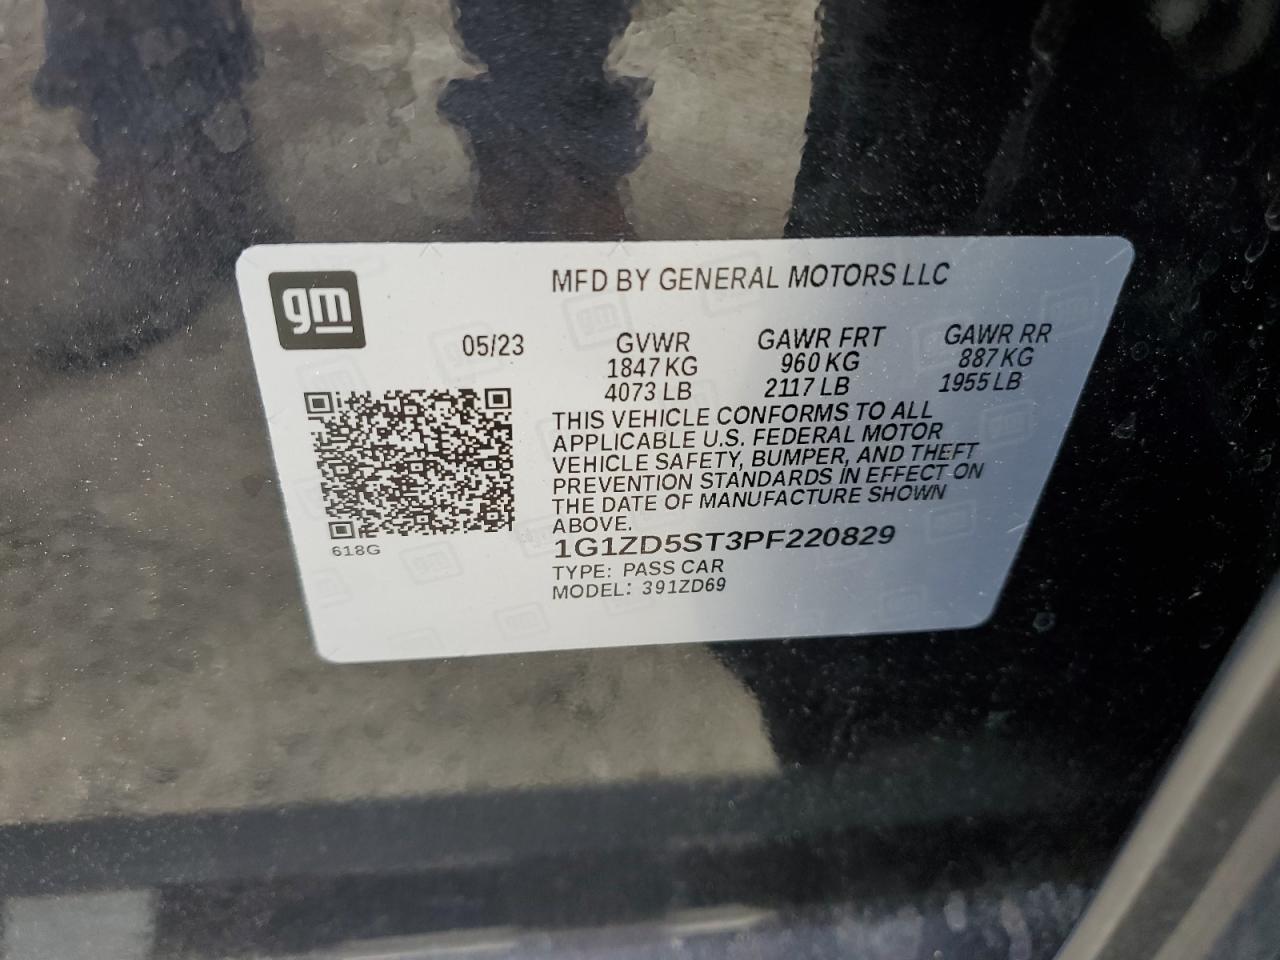 gm
MFD BY GENERAL MOTORS LLC
05/23 GVWR GAWR FRT GAWR RR
1847 KG 960 KG 887 KG
4073 LB 2117 LB 1955 LB
THIS VEHICLE CONFORMS TO ALL
APPLICABLE U.S. FEDERAL MOTOR
VEHICLE SAFETY, BUMPER, AND THEFT
PREVENTION STANDARDS IN EFFECT ON
THE DATE OF MANUFACTURE SHOWN
ABOVE.
618G
1G1ZD5ST3PF220829
TYPE: PASS CAR
MODEL: 391ZD69